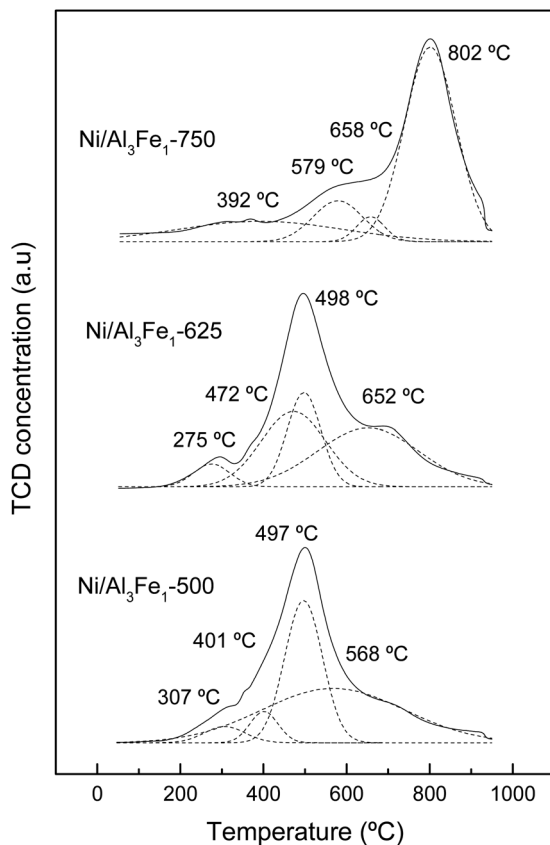 802 ºC
658 ºC
Ni/Al₃Fe₁-750
579 ºC
392 ºC
498 ºC
Ni/Al₃Fe₁-625
472 ºC
652 ºC
275 ºC
497 ºC
Ni/Al₃Fe₁-500
401 ºC
568 ºC
307 ºC
TCD concentration (a.u)
0 200 400 600 800 1000
Temperature (ºC)